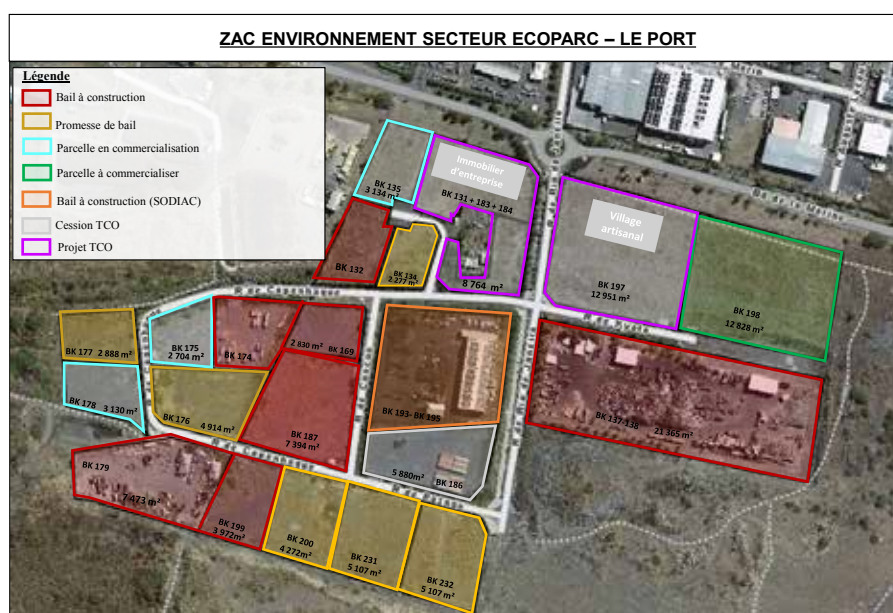 ZAC ENVIRONNEMENT SECTEUR ECOPARC – LE PORT
Légende
Bail à construction
Promesse de bail
Parcelle en commercialisation
Parcelle à commercialiser
Bail à construction (SODIAC)
Cession TCO
Projet TCO
BK 135
3 134 m²
Immobilier
d'entreprise
BK 131 + 183 + 184
8 764 m²
BK 132
BK 134
2 277 m²
Village
artisanal
BK 197
12 951 m²
BK 198
12 828 m²
R de Copenhague
R de Kyoto
BK 177 2 888 m²
BK 175
2 704 m²
BK 174
2 830 m² BK 169
BK 178 3 130 m²
BK 176
4 914 m²
BK 187
7 394 m²
BK 193- BK 195
BK 137-138 21 365 m²
R de Copenhague
5 880m²
BK 186
BK 179
7 473 m²
BK 199
3 972m²
BK 200
4 272m²
BK 231
5 107 m²
BK 232
5 107 m²